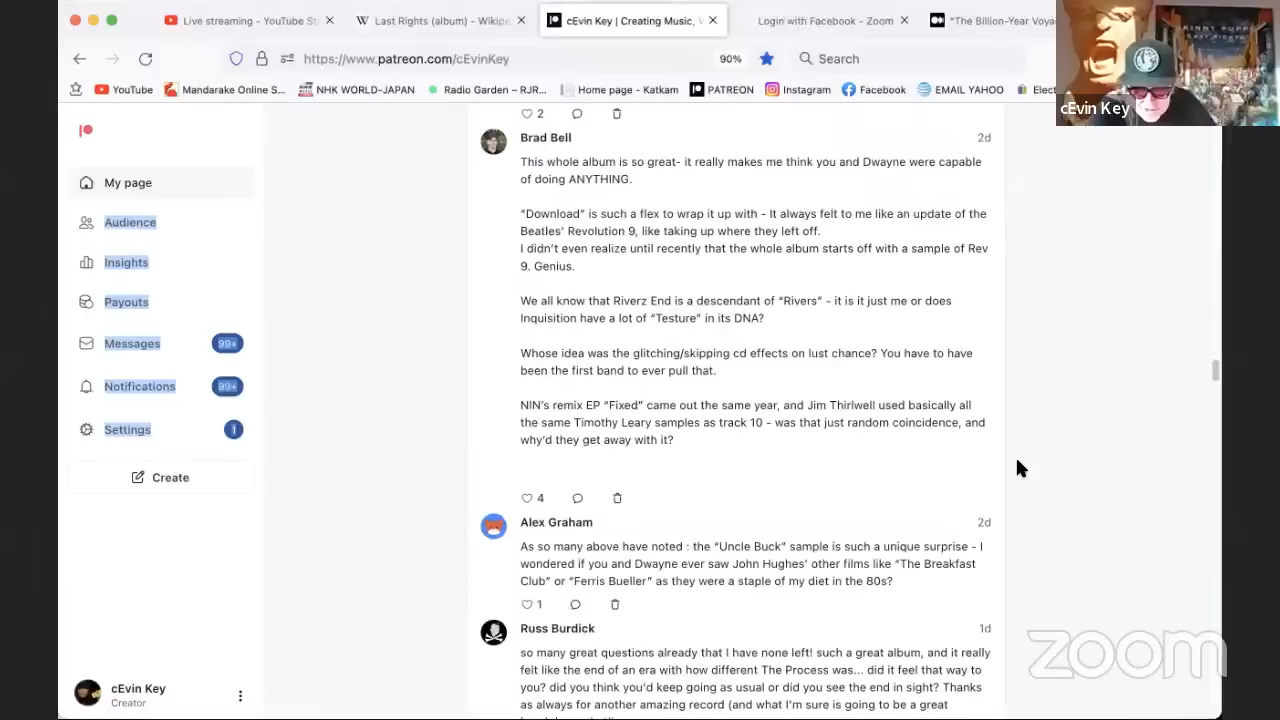 Live streaming - YouTube St
Last Rights (album) - Wikipe
cEvin Key | Creating Music, V
Login with Facebook - Zoom
"The Billion-Year Voya
https://www.patreon.com/cEvinKey
90%
Search
YouTube
Mandarake Online S...
NHK WORLD-JAPAN
Radio Garden – RJR...
Home page - Katkam
PATREON
Instagram
Facebook
EMAIL YAHOO
Elect
SKINNY PUPPY
cEvin Key
My page
Audience
Insights
Payouts
Messages
99+
Notifications
99+
Settings
1
Create
cEvin Key
Creator
2
Brad Bell
2d
This whole album is so great- it really makes me think you and Dwayne were capable
of doing ANYTHING.
“Download” is such a flex to wrap it up with - It always felt to me like an update of the
Beatles’ Revolution 9, like taking up where they left off.
I didn’t even realize until recently that the whole album starts off with a sample of Rev
9. Genius.
We all know that Riverz End is a descendant of “Rivers” - it is it just me or does
Inquisition have a lot of “Testure” in its DNA?
Whose idea was the glitching/skipping cd effects on lust chance? You have to have
been the first band to ever pull that.
NIN’s remix EP “Fixed” came out the same year, and Jim Thirlwell used basically all
the same Timothy Leary samples as track 10 - was that just random coincidence, and
why’d they get away with it?
4
Alex Graham
2d
As so many above have noted : the “Uncle Buck” sample is such a unique surprise - I
wondered if you and Dwayne ever saw John Hughes’ other films like “The Breakfast
Club” or “Ferris Bueller” as they were a staple of my diet in the 80s?
1
Russ Burdick
1d
so many great questions already that I have none left! such a great album, and it really
felt like the end of an era with how different The Process was... did it feel that way to
you? did you think you'd keep going as usual or did you see the end in sight? Thanks
as always for another amazing record (and what I'm sure is going to be a great
zoom